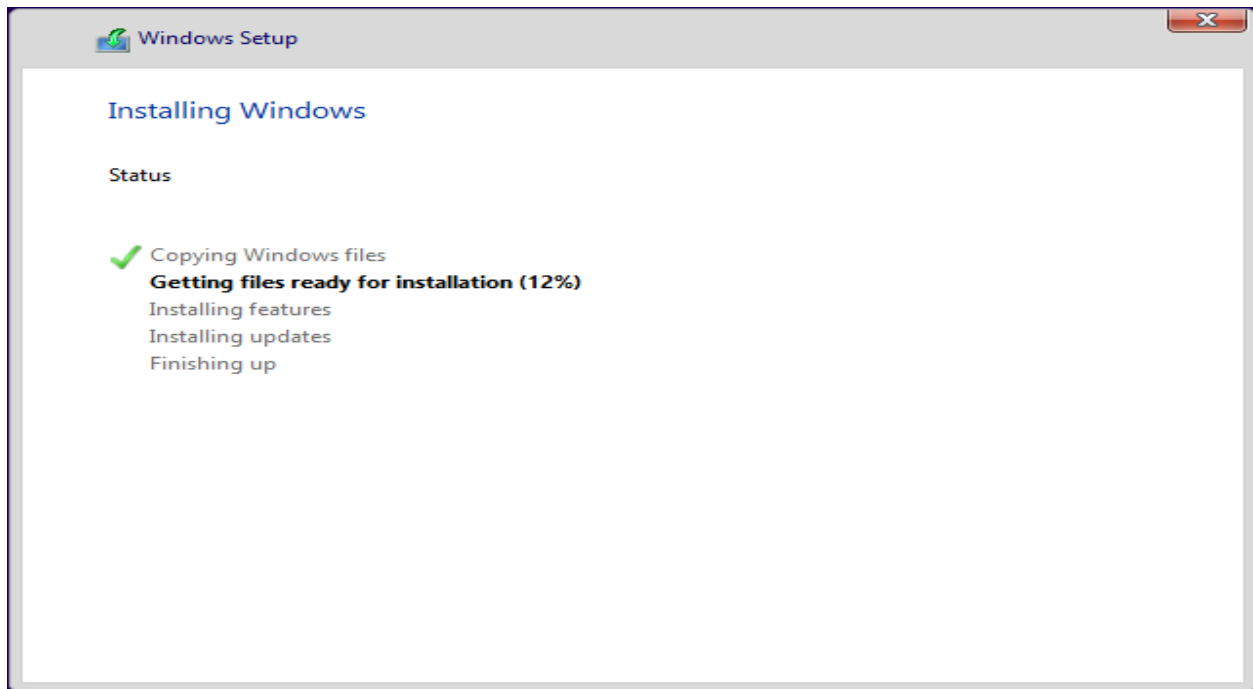 Windows Setup
Installing Windows
Status
Copying Windows files
Getting files ready for installation (12%)
Installing features
Installing updates
Finishing up